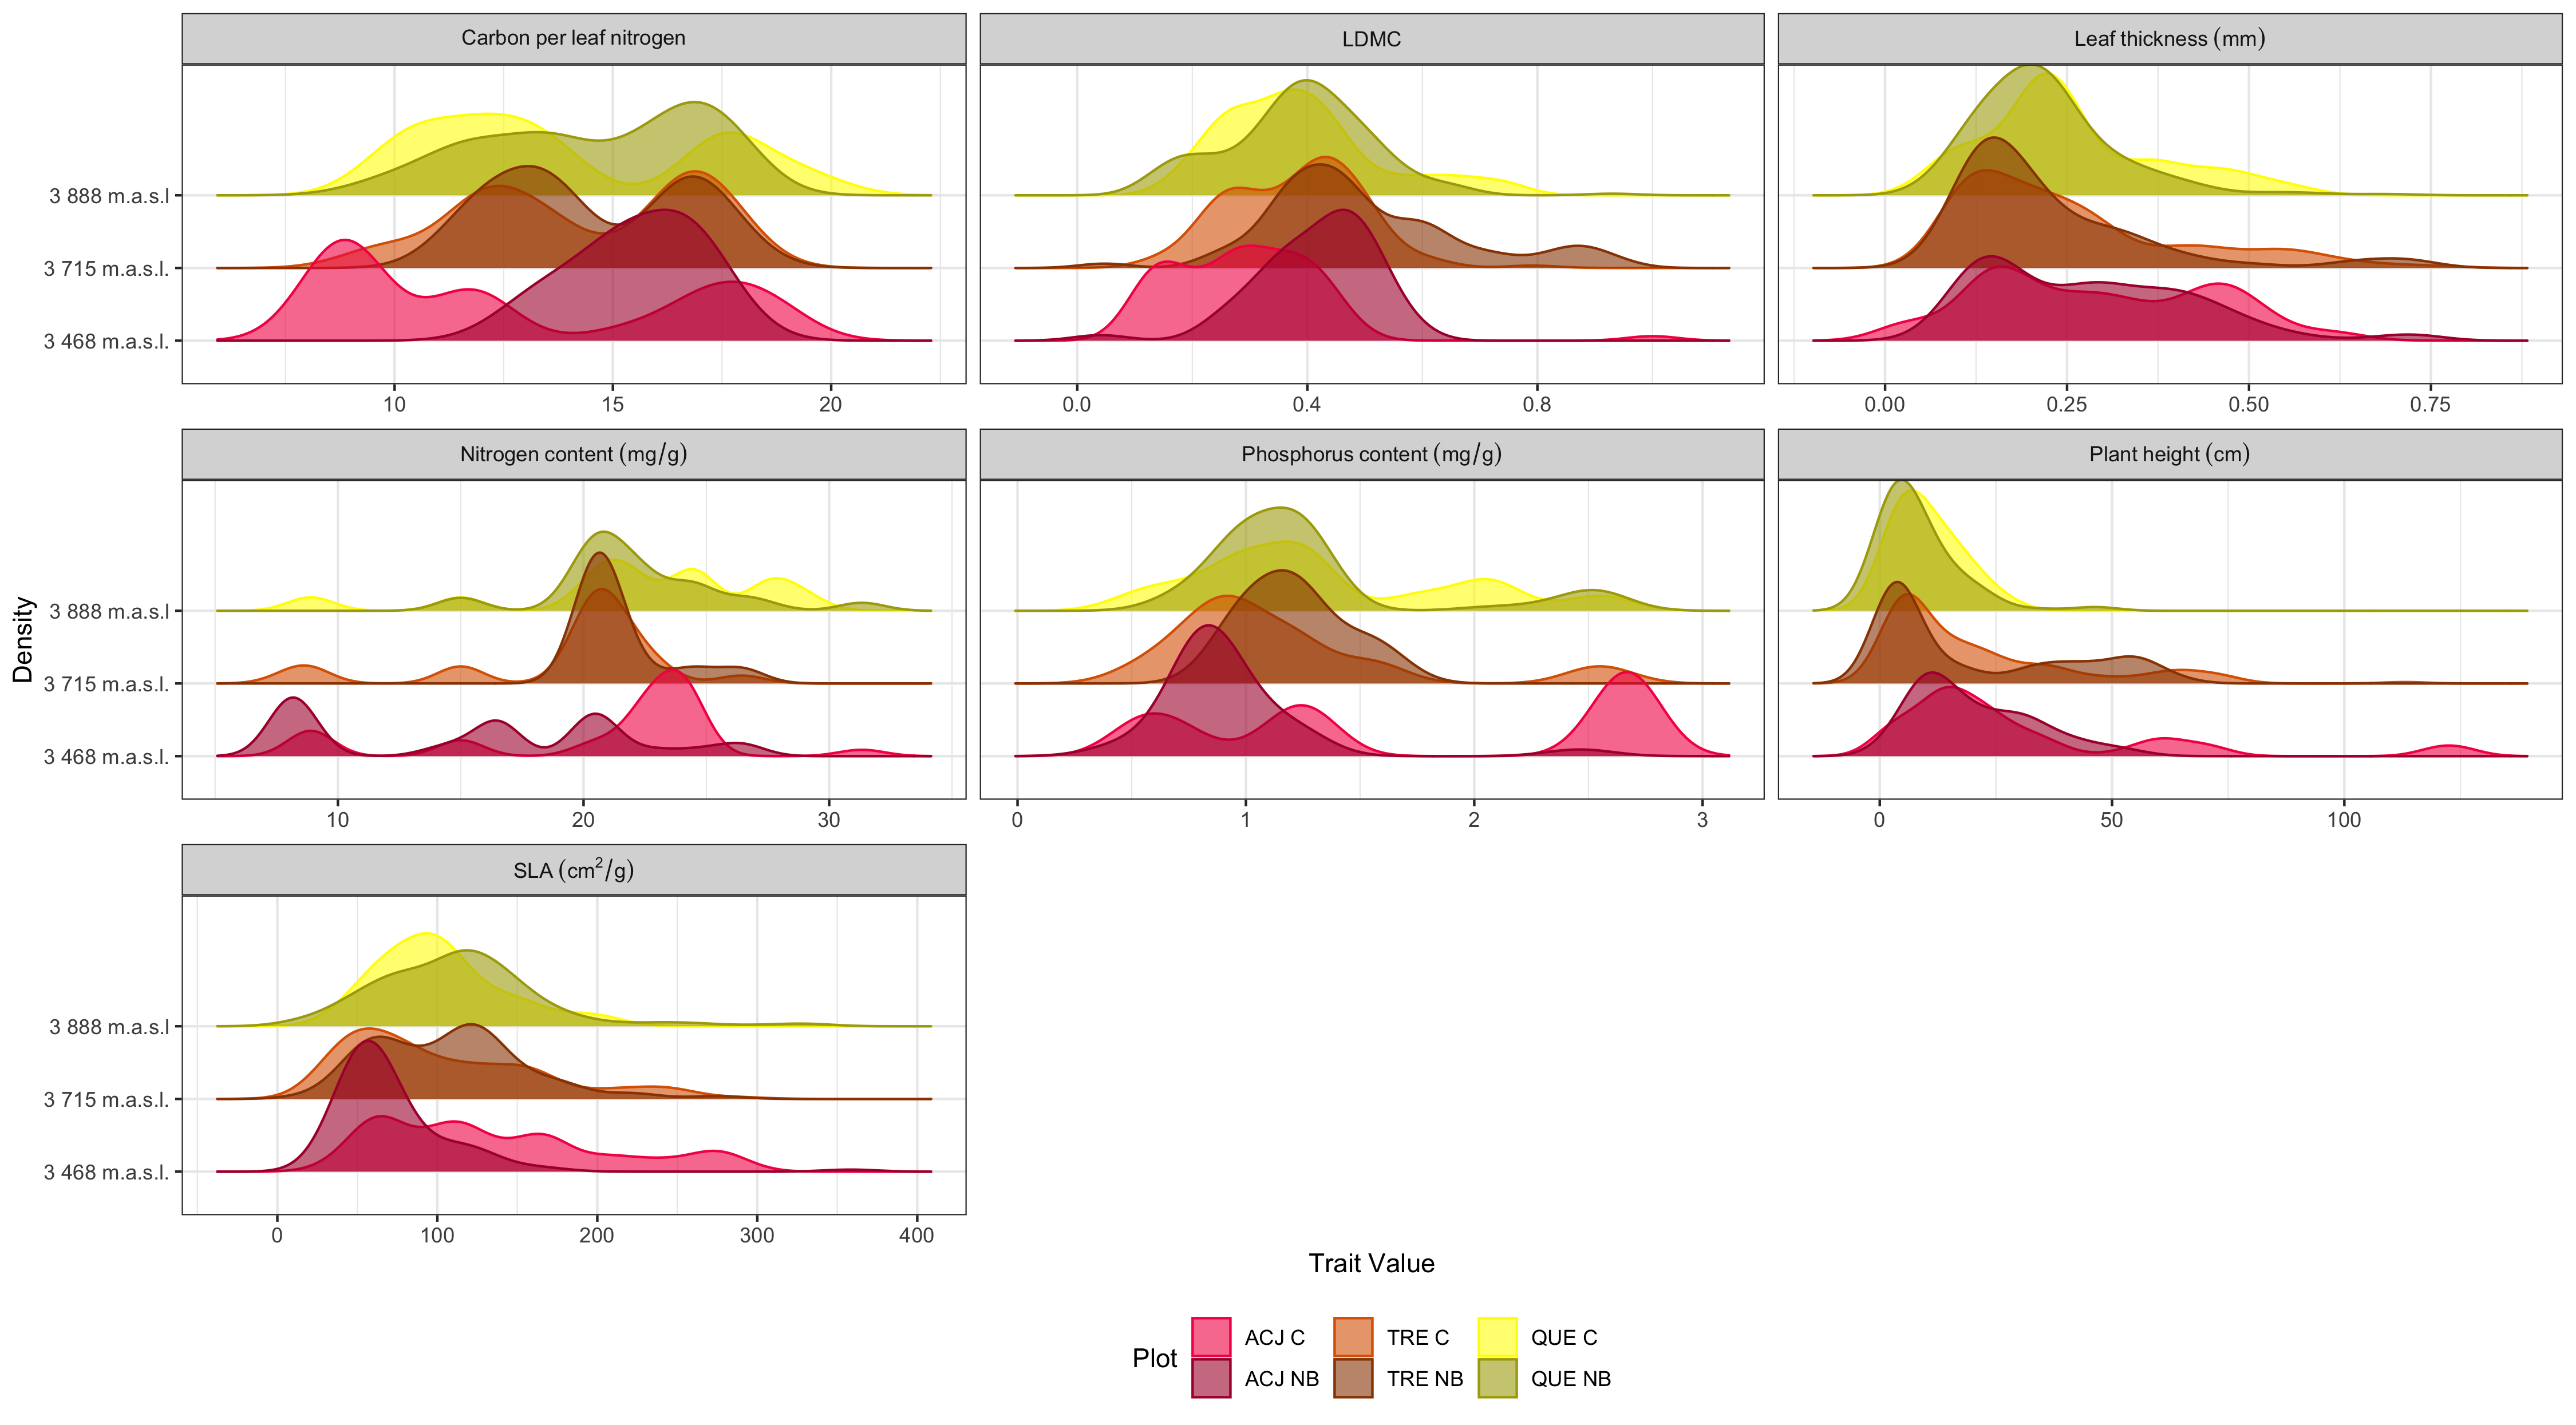 Carbon per leaf nitrogen
LDMC
Leaf thickness (mm)
3 888 m.a.s.l
3 715 m.a.s.l.
3 468 m.a.s.l.
10 15 20
0.0 0.4 0.8
0.00 0.25 0.50 0.75
Nitrogen content (mg/g)
Phosphorus content (mg/g)
Plant height (cm)
Density
3 888 m.a.s.l
3 715 m.a.s.l.
3 468 m.a.s.l.
10 20 30
0 1 2 3
0 50 100
SLA (cm²/g)
3 888 m.a.s.l
3 715 m.a.s.l.
3 468 m.a.s.l.
0 100 200 300 400
Trait Value
Plot
ACJ C TRE C QUE C
ACJ NB TRE NB QUE NB